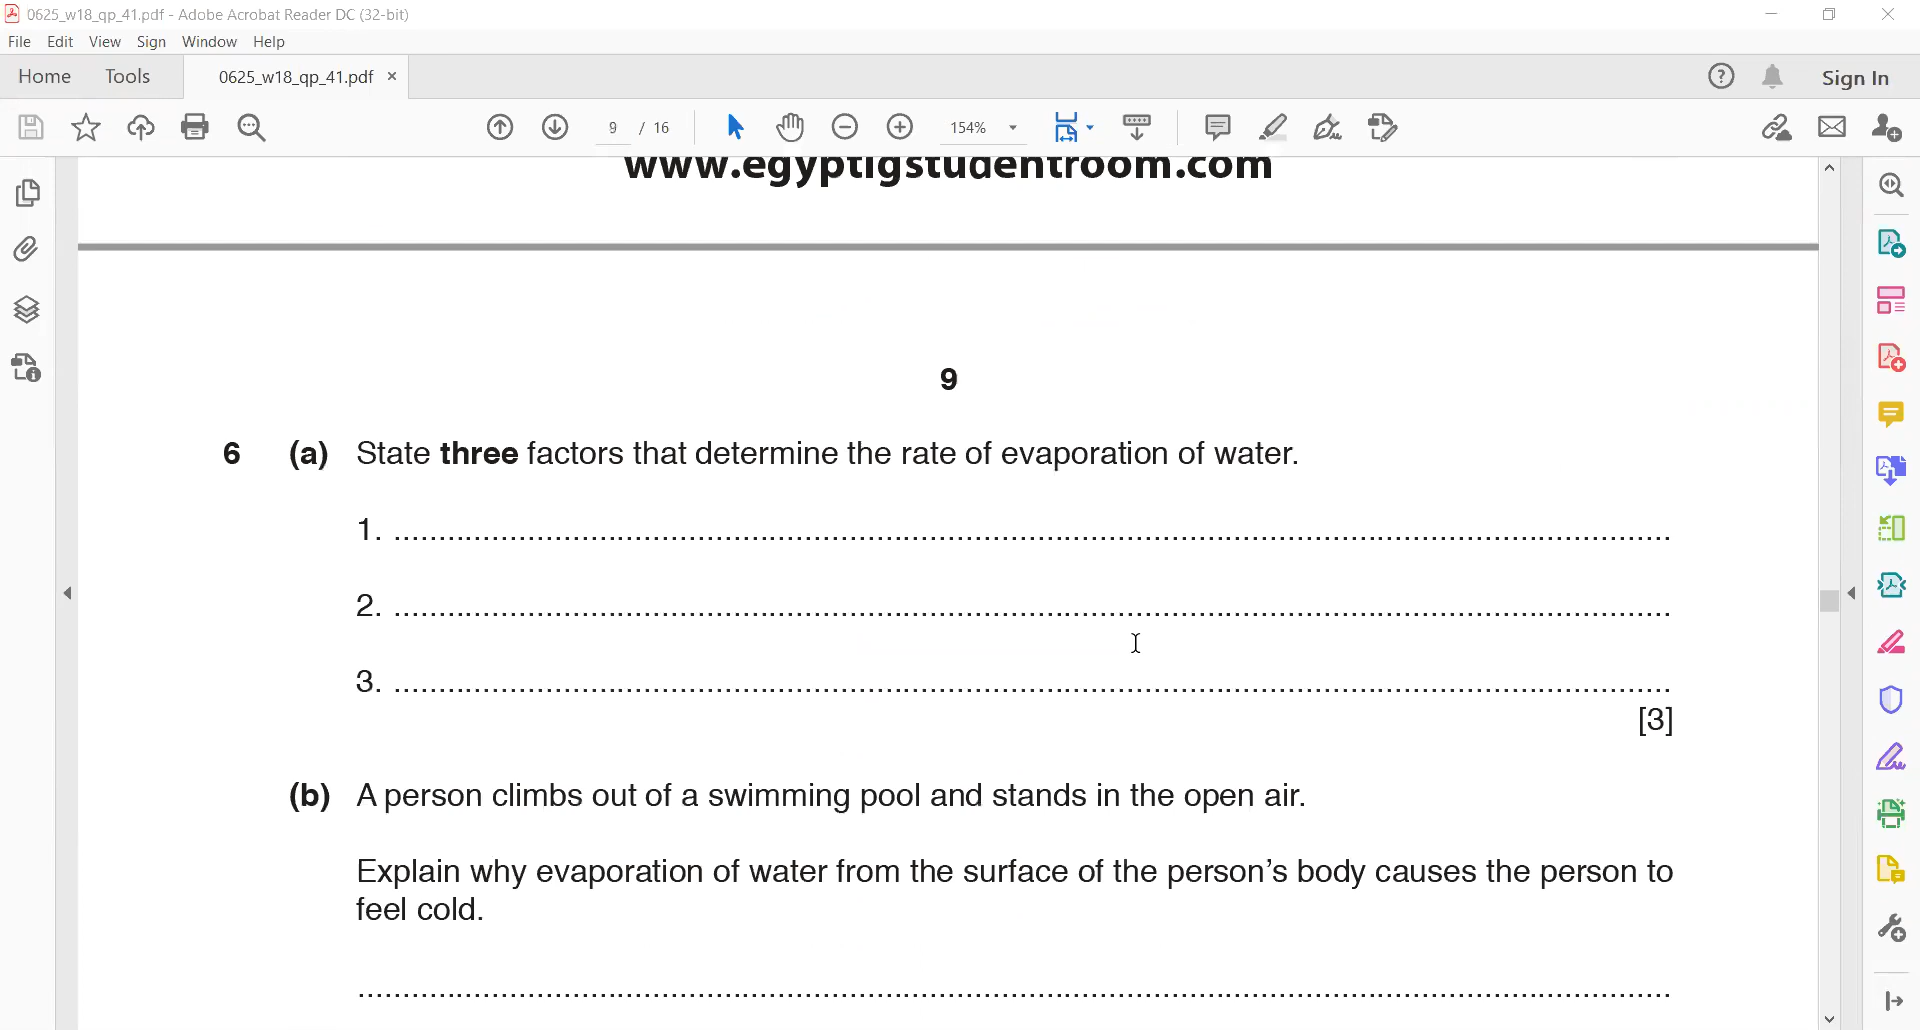 0625_w18_qp_41.pdf - Adobe Acrobat Reader DC (32-bit)
File Edit View Sign Window Help
Home Tools 0625_w18_qp_41.pdf × Sign In
9 / 16 154%
www.egyptigstudentroom.com
9
6 (a) State three factors that determine the rate of evaporation of water.
1. ........................................................................
2. ........................................................................
3. ........................................................................
[3]
(b) A person climbs out of a swimming pool and stands in the open air.
Explain why evaporation of water from the surface of the person's body causes the person to
feel cold.
........................................................................